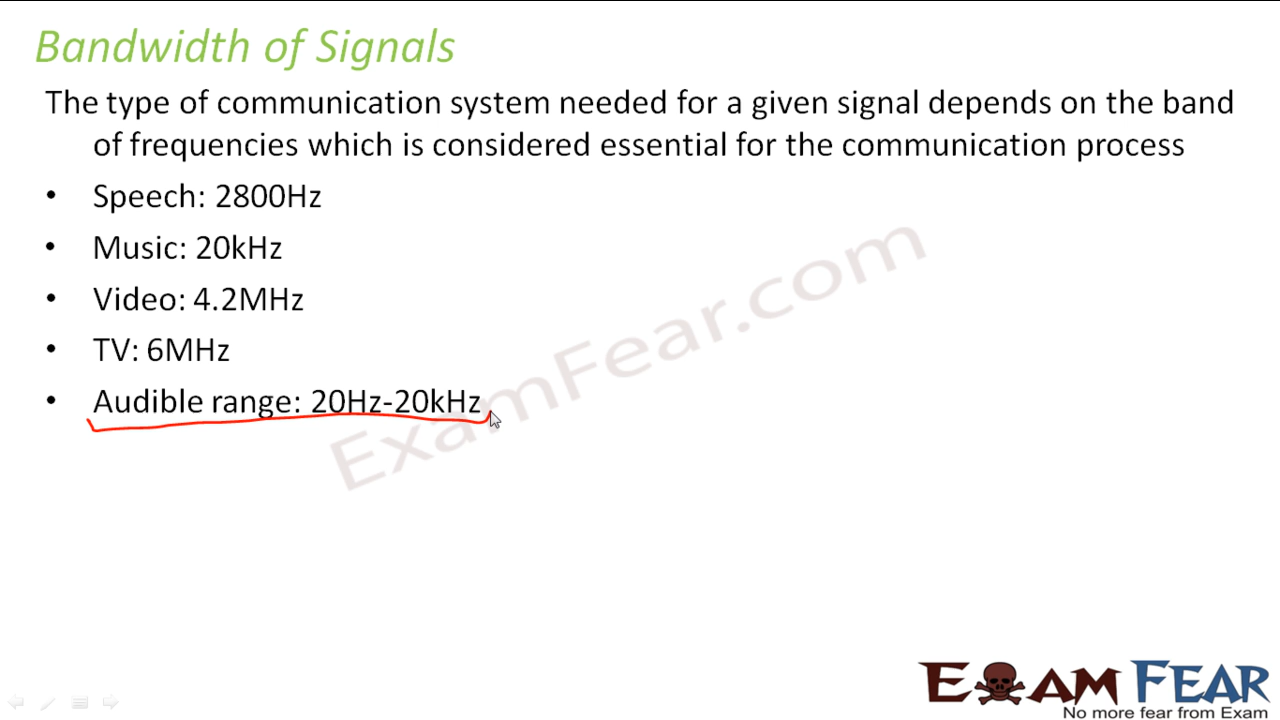 Bandwidth of Signals
The type of communication system needed for a given signal depends on the band
of frequencies which is considered essential for the communication process
• Speech: 2800Hz
• Music: 20kHz
• Video: 4.2MHz
• TV: 6MHz
• Audible range: 20Hz-20kHz
ExamFear.com
EXAM FEAR
No more fear from Exam